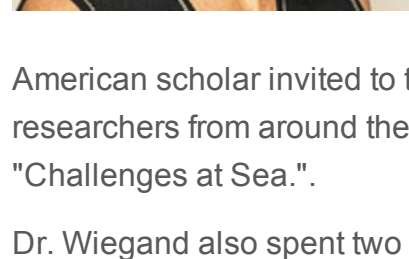 American scholar invited to
researchers from around the
"Challenges at Sea.".
Dr. Wiegand also spent two